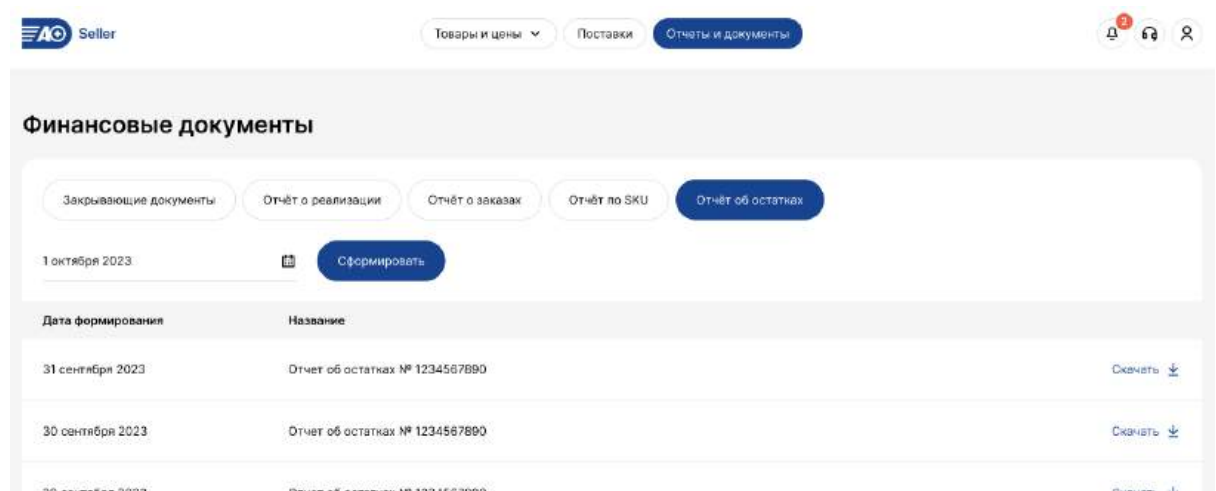 АО Seller
Товары и цены
Поставки
Отчеты и документы
2
Финансовые документы
Закрывающие документы
Отчёт о реализации
Отчёт о заказах
Отчёт по SKU
Отчёт об остатках
1 октября 2023
Сформировать
Дата формирования
Название
31 сентября 2023
Отчет об остатках № 1234567890
Скачать
30 сентября 2023
Отчет об остатках № 1234567890
Скачать